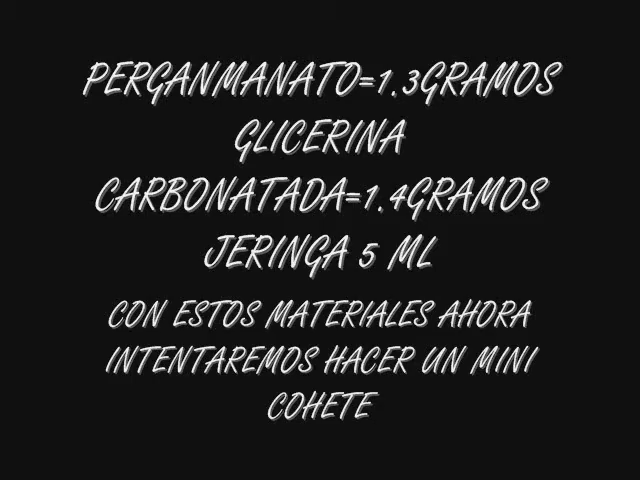 PERGANMANATO=1.3GRAMOS
GLICERINA
CARBONATADA=1.4GRAMOS
JERINGA 5 ML
CON ESTOS MATERIALES AHORA
INTENTAREMOS HACER UN MINI
COHETE